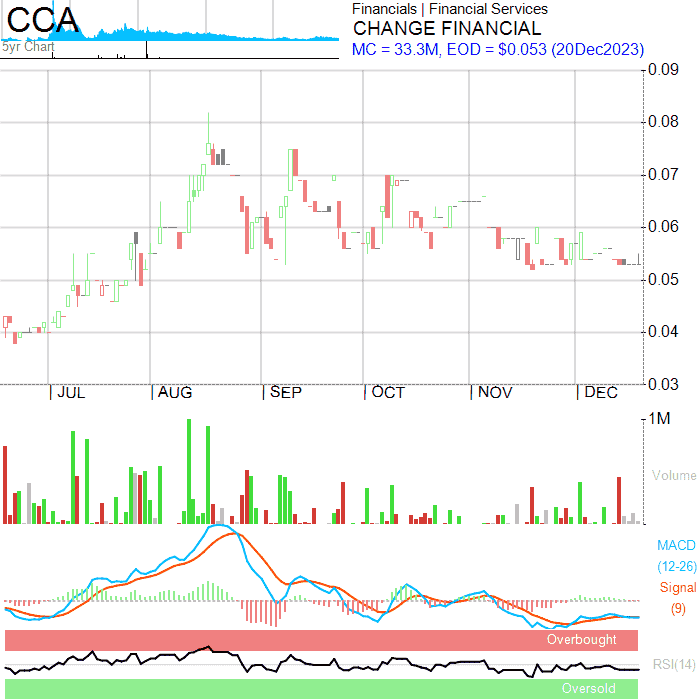 CCA
5yr Chart
Financials | Financial Services
CHANGE FINANCIAL
MC = 33.3M, EOD = $0.053 (20Dec2023)
0.09
0.08
0.07
0.06
0.05
0.04
0.03
JUL AUG SEP OCT NOV DEC
1M
Volume
MACD
(12-26)
Signal
(9)
Overbought
RSI(14)
Oversold